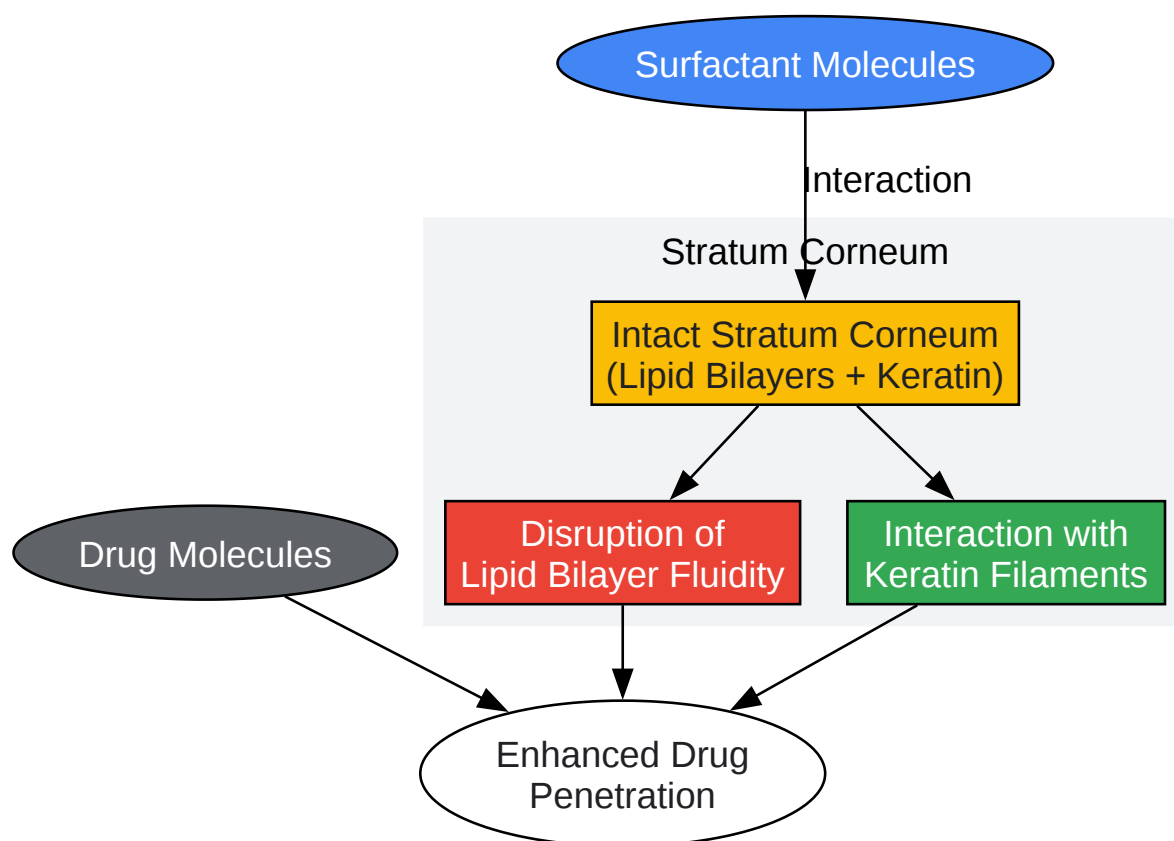 Surfactant Molecules
Interaction
Stratum Corneum
Intact Stratum Corneum
(Lipid Bilayers + Keratin)
Disruption of
Lipid Bilayer Fluidity
Interaction with
Keratin Filaments
Drug Molecules
Enhanced Drug
Penetration